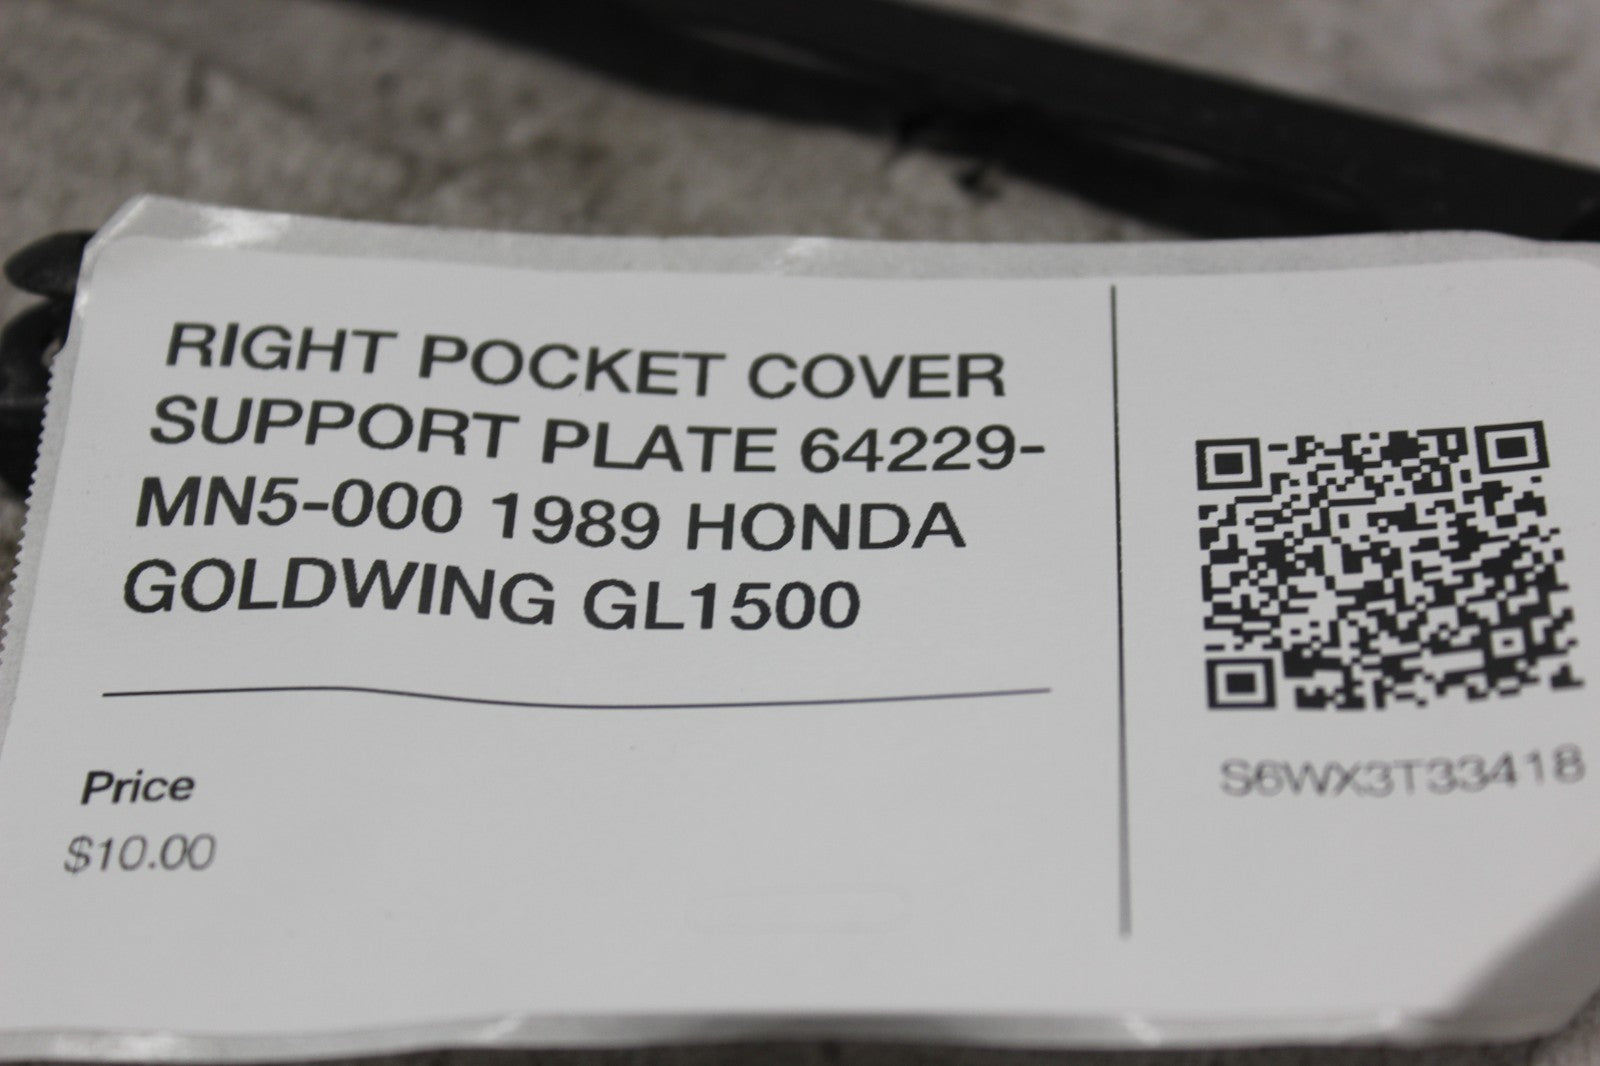 RIGHT POCKET COVER
SUPPORT PLATE 64229-
MN5-000 1989 HONDA
GOLDWING GL1500
Price
$10.00
S6WX3T33418